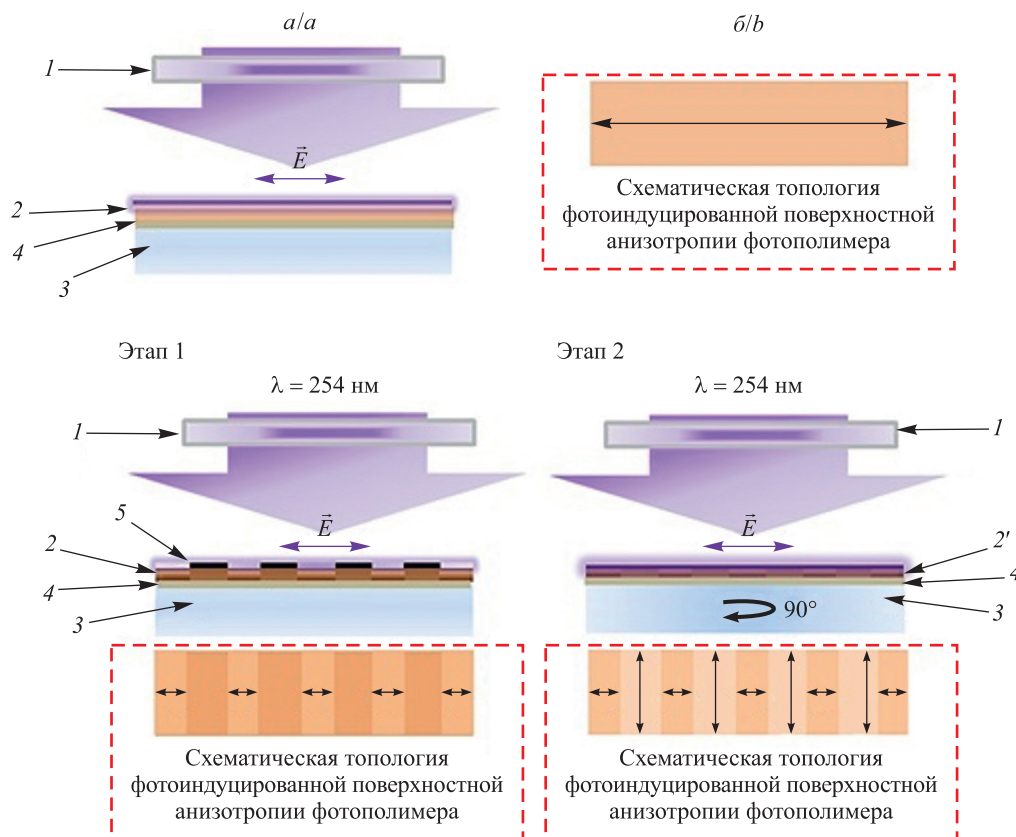 а/a
б/b
1
E⃗
2
4
3
Схематическая топология
фотоиндуцированной поверхностной
анизотропии фотополимера
Этап 1
Этап 2
λ = 254 нм
λ = 254 нм
1
1
5
E⃗
E⃗
2
2'
4
4
3
3
90°
Схематическая топология
фотоиндуцированной поверхностной
анизотропии фотополимера
Схематическая топология
фотоиндуцированной поверхностной
анизотропии фотополимера